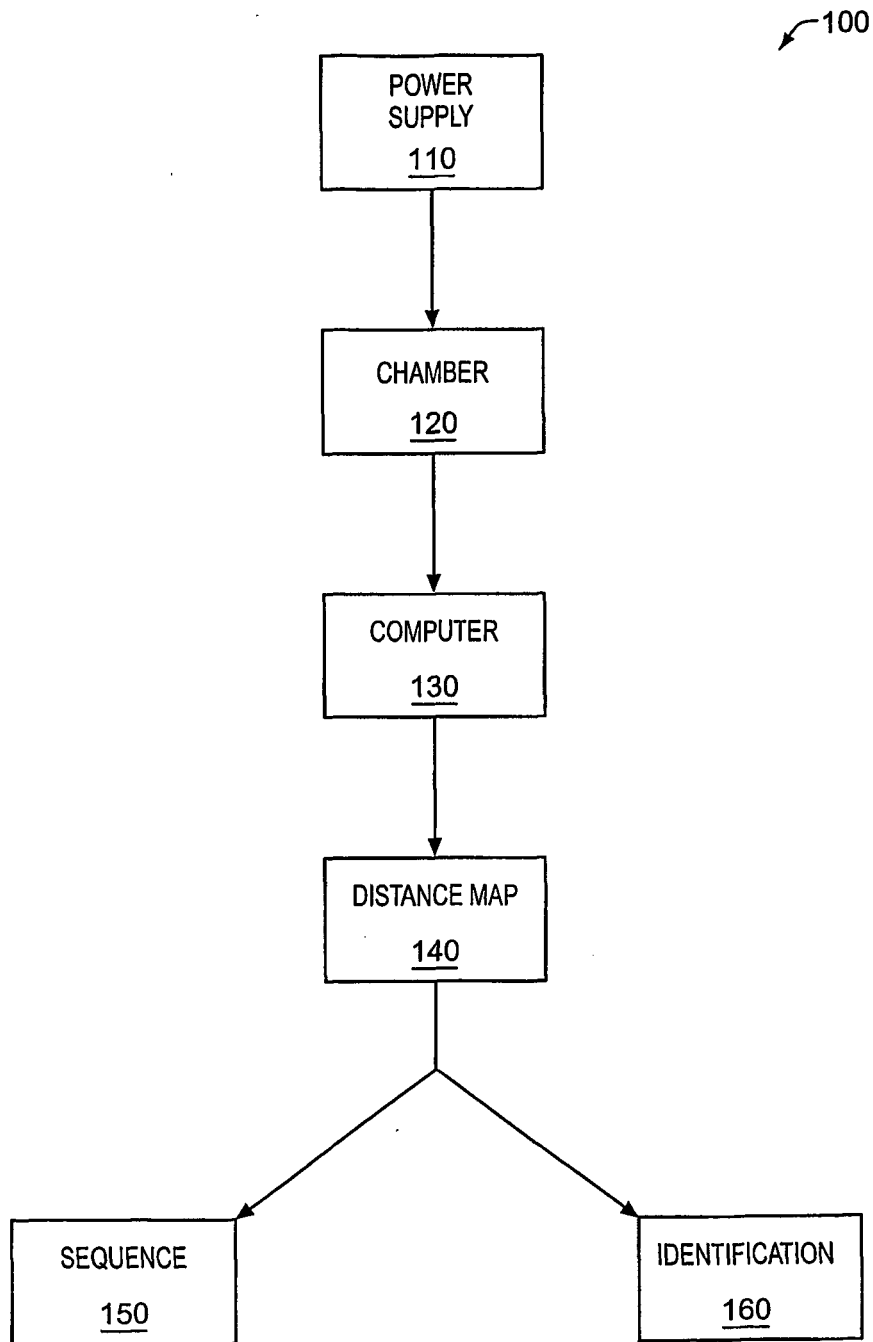 100
POWER
SUPPLY
110
CHAMBER
120
COMPUTER
130
DISTANCE MAP
140
SEQUENCE
150
IDENTIFICATION
160